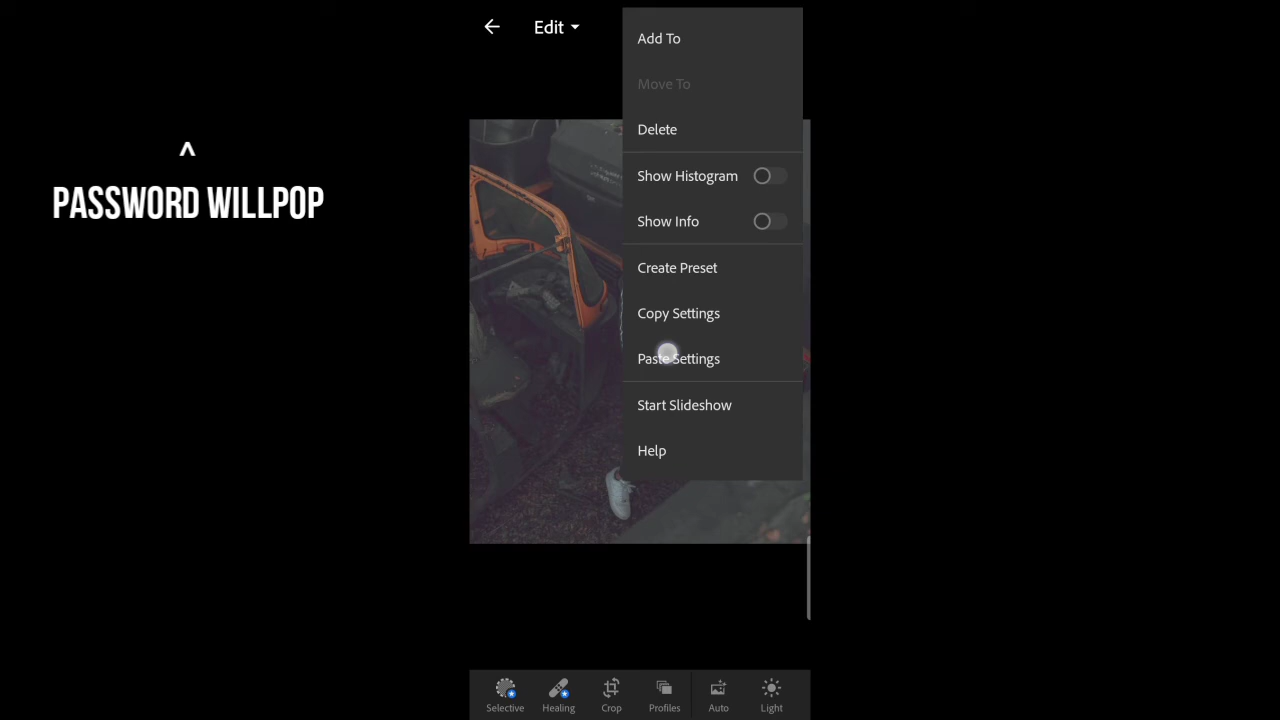 ^
PASSWORD WILLPOP
Edit
Add To
Move To
Delete
Show Histogram
Show Info
Create Preset
Copy Settings
Paste Settings
Start Slideshow
Help
Selective
Healing
Crop
Profiles
Auto
Light